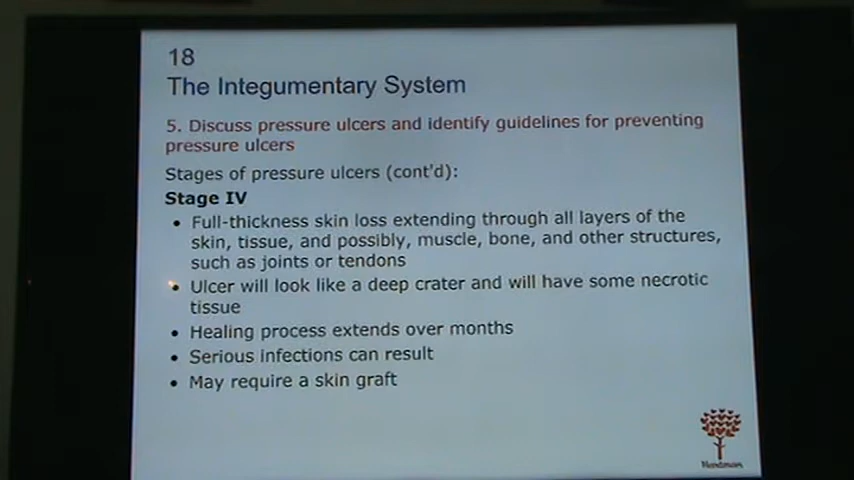 18
The Integumentary System
5. Discuss pressure ulcers and identify guidelines for preventing
pressure ulcers
Stages of pressure ulcers (cont'd):
Stage IV
• Full-thickness skin loss extending through all layers of the
skin, tissue, and possibly, muscle, bone, and other structures,
such as joints or tendons
• Ulcer will look like a deep crater and will have some necrotic
tissue
• Healing process extends over months
• Serious infections can result
• May require a skin graft
Hartman